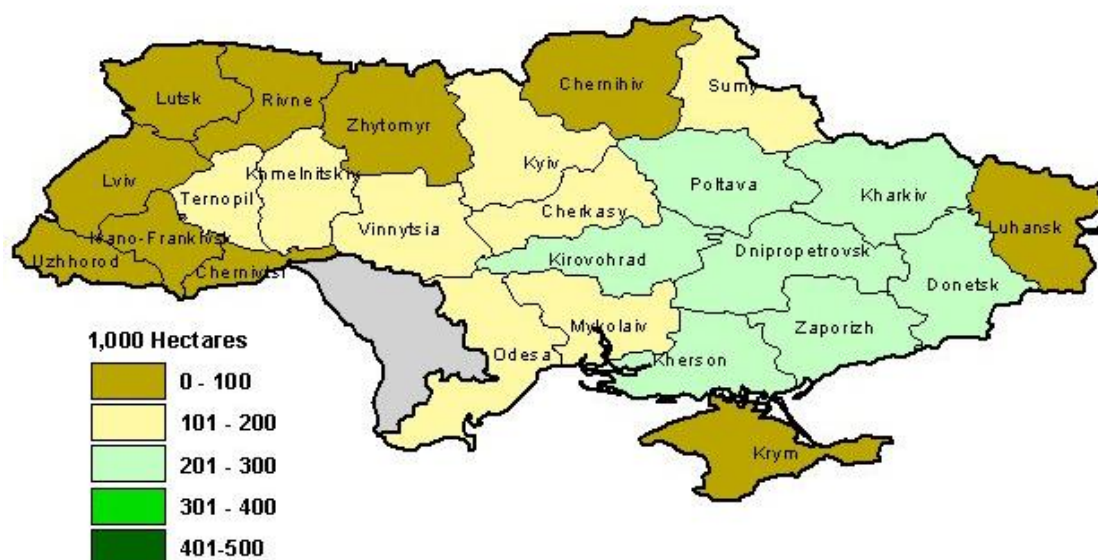 Chernihiv
Sumy
Lutsk
Rivne
Zhytomyr
Kyiv
Khmelnitskiy
Lviv
Ternopil
Poltava
Kharkiv
Cherkasy
Vinnytsia
Luhansk
Ivano-Frankivsk
Uzhhorod
Chernivtsi
Kirovohrad
Dnipropetrovsk
Donetsk
Mykolaiv
Zaporizh
Odesa
Kherson
Krym
1,000 Hectares
0 - 100
101 - 200
201 - 300
301 - 400
401-500